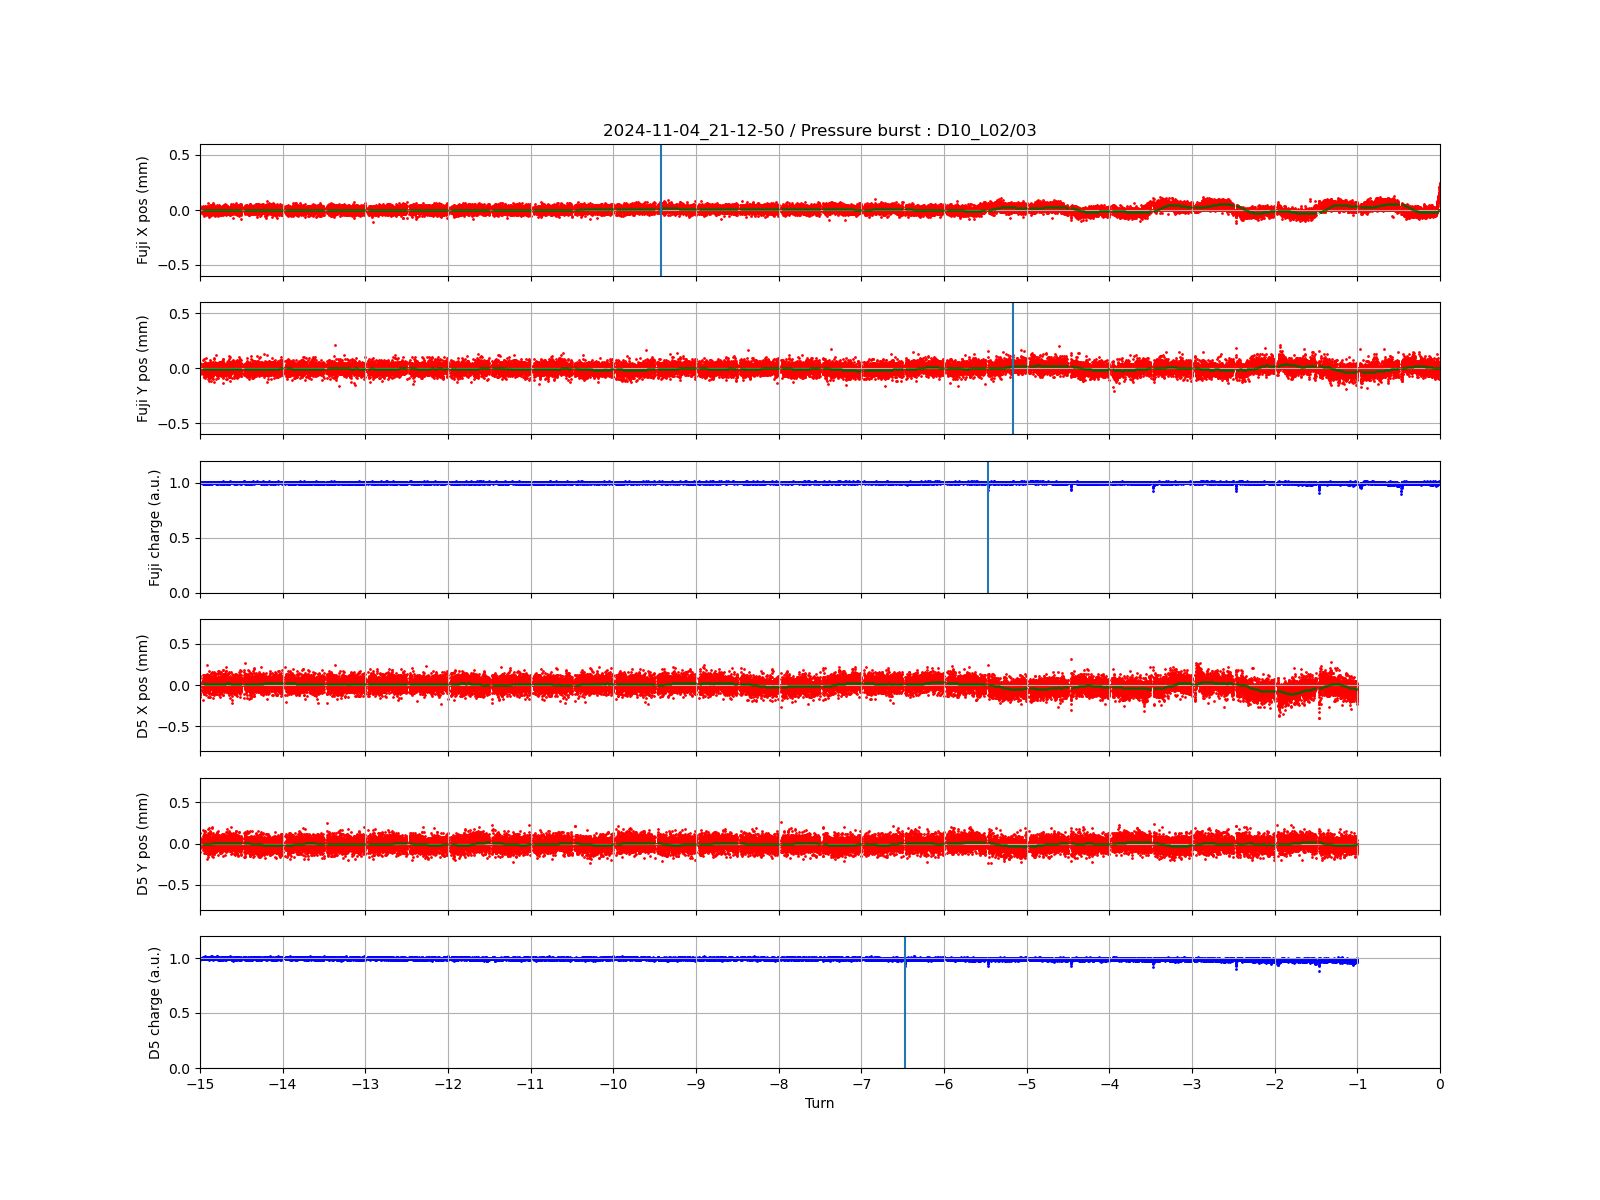 2024-11-04_21-12-50 / Pressure burst : D10_L02/03
Fuji X pos (mm)
0.5
0.0
−0.5
Fuji Y pos (mm)
0.5
0.0
−0.5
Fuji charge (a.u.)
1.0
0.5
0.0
D5 X pos (mm)
0.5
0.0
−0.5
D5 Y pos (mm)
0.5
0.0
−0.5
D5 charge (a.u.)
1.0
0.5
0.0
−15 −14 −13 −12 −11 −10 −9 −8 −7 −6 −5 −4 −3 −2 −1 0
Turn